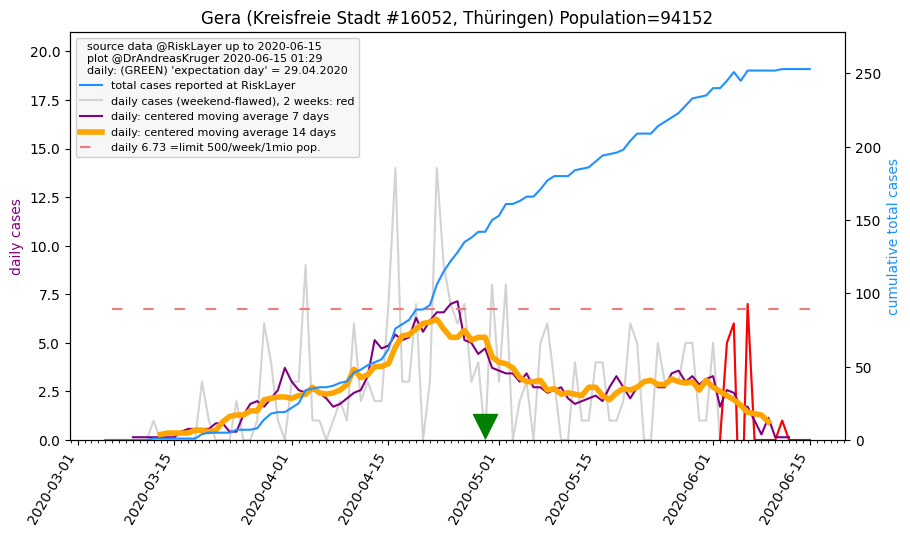 Gera (Kreisfreie Stadt #16052, Thüringen) Population=94152
source data @RiskLayer up to 2020-06-15
plot @DrAndreasKruger 2020-06-15 01:29
daily: (GREEN) 'expectation day' = 29.04.2020
total cases reported at RiskLayer
daily cases (weekend-flawed), 2 weeks: red
daily: centered moving average 7 days
daily: centered moving average 14 days
daily 6.73 =limit 500/week/1mio pop.
daily cases
20.0
17.5
15.0
12.5
10.0
7.5
5.0
2.5
0.0
cumulative total cases
250
200
150
100
50
0
2020-03-01
2020-03-15
2020-04-01
2020-04-15
2020-05-01
2020-05-15
2020-06-01
2020-06-15